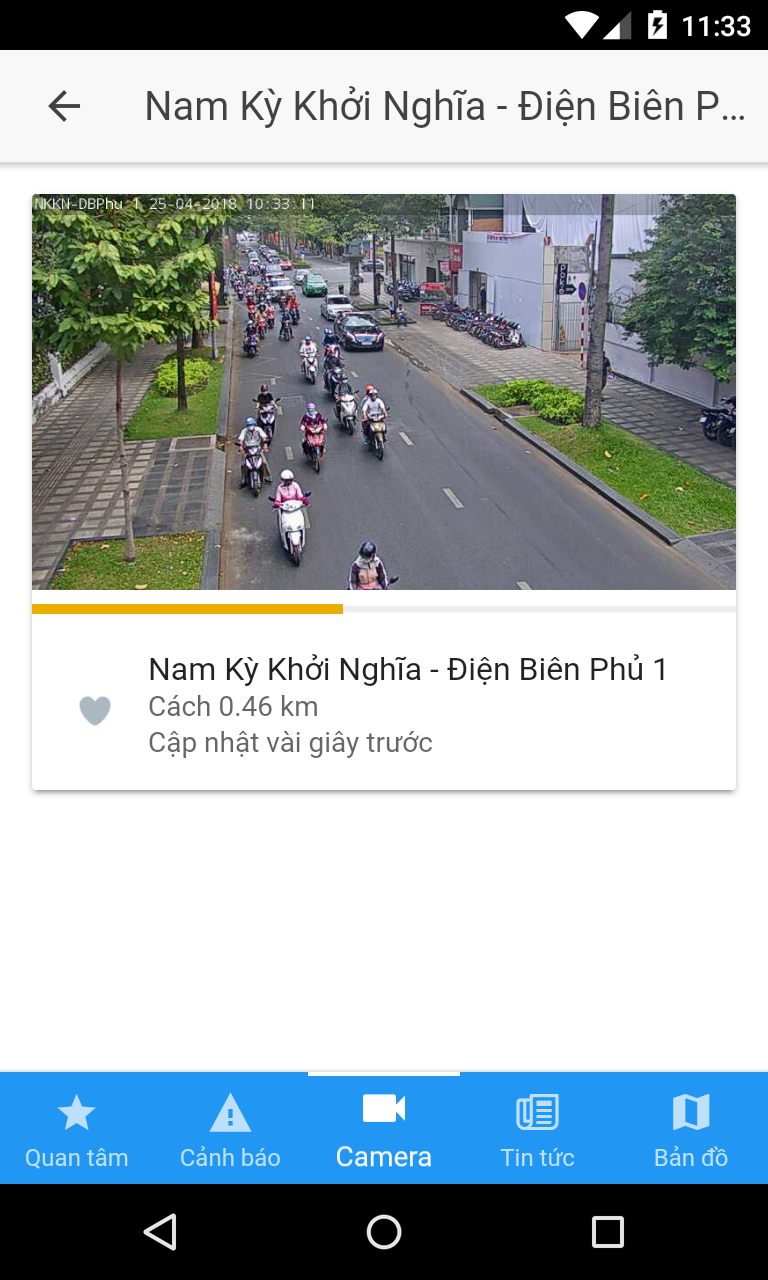 11:33
Nam Kỳ Khởi Nghĩa - Điện Biên P...
NKKN-DBPhu 1 25-04-2018 10:33:11
Nam Kỳ Khởi Nghĩa - Điện Biên Phủ 1
Cách 0.46 km
Cập nhật vài giây trước
Quan tâm
Cảnh báo
Camera
Tin tức
Bản đồ